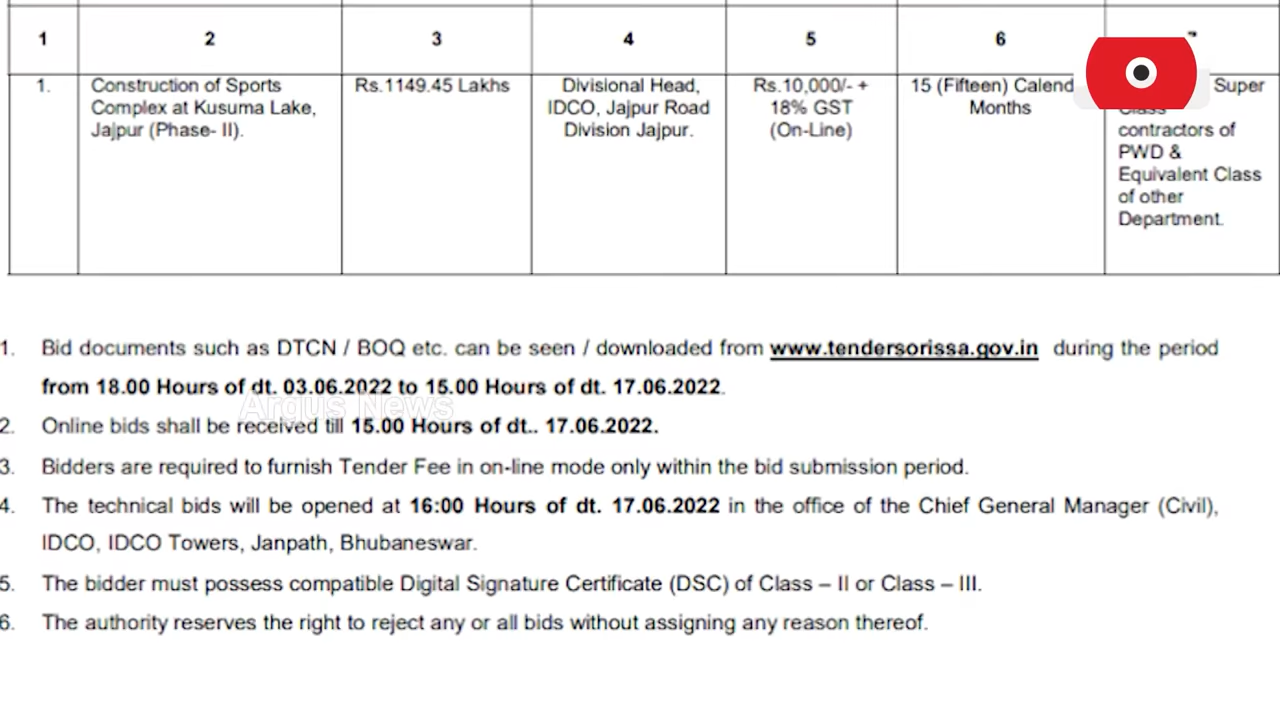 1 2 3 4 5 6
1. Construction of Sports Rs.1149.45 Lakhs Divisional Head, Rs.10,000/- + 15 (Fifteen) Calend Super
Complex at Kusuma Lake, IDCO, Jajpur Road 18% GST Months Class
Jajpur (Phase- II). Division Jajpur. (On-Line) contractors of
PWD &
Equivalent Class
of other
Department.
1. Bid documents such as DTCN / BOQ etc. can be seen / downloaded from www.tendersorissa.gov.in during the period
from 18.00 Hours of dt. 03.06.2022 to 15.00 Hours of dt. 17.06.2022.
Argus News
2. Online bids shall be received till 15.00 Hours of dt.. 17.06.2022.
3. Bidders are required to furnish Tender Fee in on-line mode only within the bid submission period.
4. The technical bids will be opened at 16:00 Hours of dt. 17.06.2022 in the office of the Chief General Manager (Civil),
IDCO, IDCO Towers, Janpath, Bhubaneswar.
5. The bidder must possess compatible Digital Signature Certificate (DSC) of Class – II or Class – III.
6. The authority reserves the right to reject any or all bids without assigning any reason thereof.